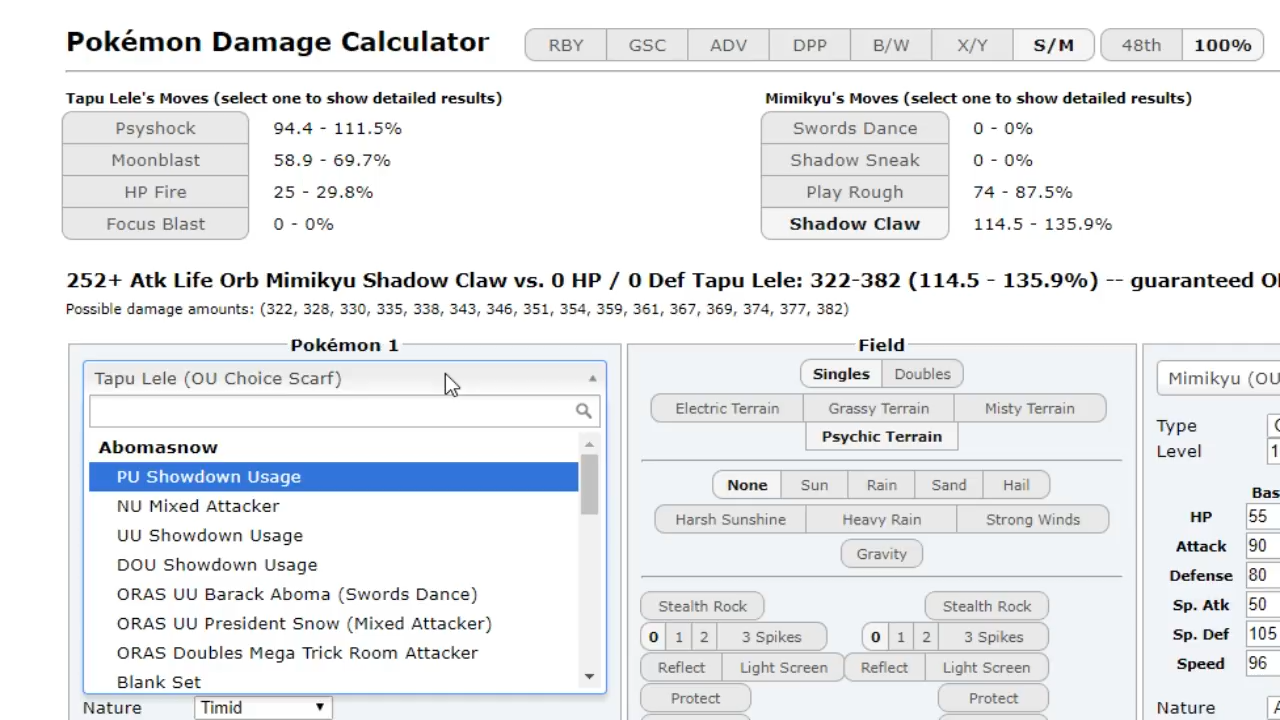 Pokémon Damage Calculator RBY GSC ADV DPP B/W X/Y S/M 48th 100%
Tapu Lele's Moves (select one to show detailed results) Mimikyu's Moves (select one to show detailed results)
Psyshock 94.4 - 111.5% Swords Dance 0 - 0%
Moonblast 58.9 - 69.7% Shadow Sneak 0 - 0%
HP Fire 25 - 29.8% Play Rough 74 - 87.5%
Focus Blast 0 - 0% Shadow Claw 114.5 - 135.9%
252+ Atk Life Orb Mimikyu Shadow Claw vs. 0 HP / 0 Def Tapu Lele: 322-382 (114.5 - 135.9%) -- guaranteed
Possible damage amounts: (322, 328, 330, 335, 338, 343, 346, 351, 354, 359, 361, 367, 369, 374, 377, 382)
Pokémon 1
Tapu Lele (OU Choice Scarf)
Abomasnow
PU Showdown Usage
NU Mixed Attacker
UU Showdown Usage
DOU Showdown Usage
ORAS UU Barack Aboma (Swords Dance)
ORAS UU President Snow (Mixed Attacker)
ORAS Doubles Mega Trick Room Attacker
Blank Set
Nature Timid
Field
Singles Doubles
Electric Terrain Grassy Terrain Misty Terrain
Psychic Terrain
None Sun Rain Sand Hail
Harsh Sunshine Heavy Rain Strong Winds
Gravity
Stealth Rock Stealth Rock
0 1 2 3 Spikes 0 1 2 3 Spikes
Reflect Light Screen Reflect Light Screen
Protect Protect
Mimikyu (OU
Type
Level 1
Bas
HP 55
Attack 90
Defense 80
Sp. Atk 50
Sp. Def 105
Speed 96
Nature